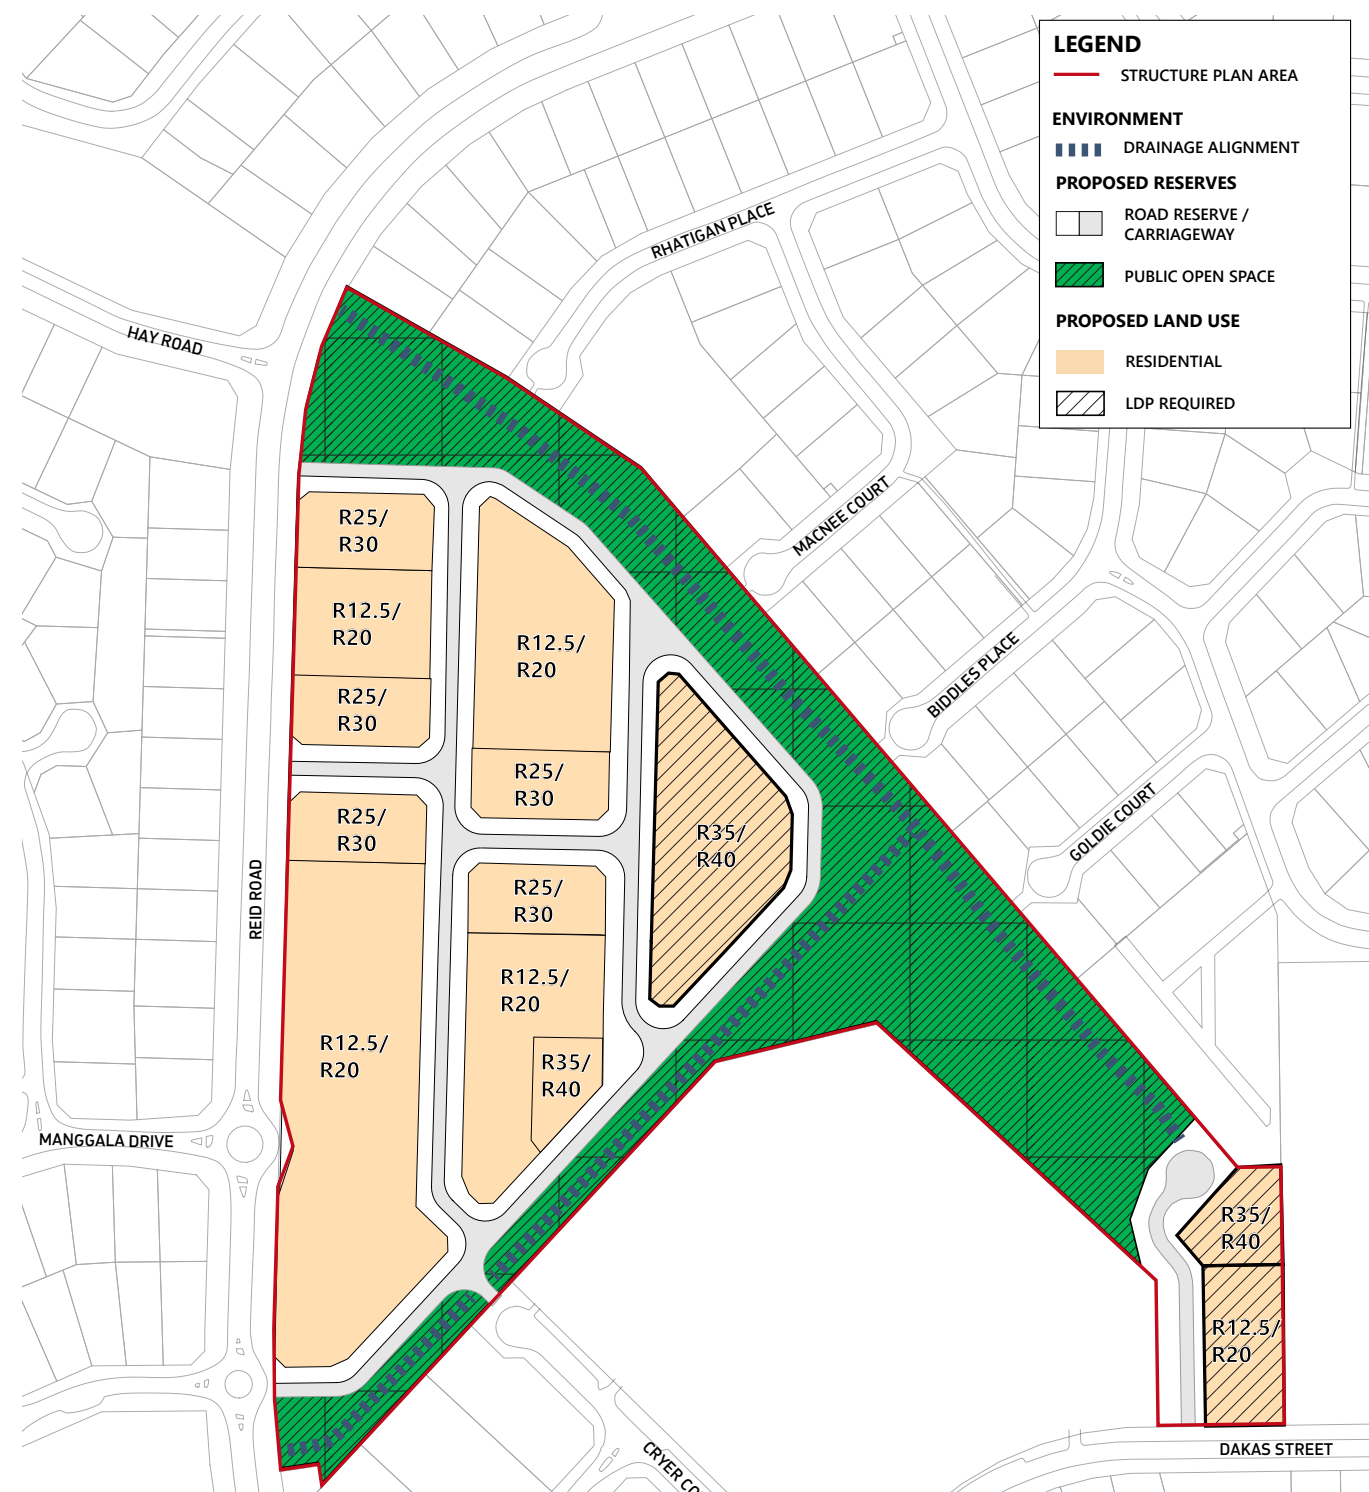 LEGEND
STRUCTURE PLAN AREA
ENVIRONMENT
DRAINAGE ALIGNMENT
PROPOSED RESERVES
ROAD RESERVE /
CARRIAGEWAY
PUBLIC OPEN SPACE
PROPOSED LAND USE
RESIDENTIAL
LDP REQUIRED
RHATIGAN PLACE
HAY ROAD
MACNEE COURT
BIDDLES PLACE
GOLDIE COURT
REID ROAD
MANGGALA DRIVE
CRYER CO
DAKAS STREET
R25/
R30
R12.5/
R20
R25/
R30
R12.5/
R20
R25/
R30
R25/
R30
R35/
R40
R25/
R30
R12.5/
R20
R12.5/
R20
R35/
R40
R35/
R40
R12.5/
R20